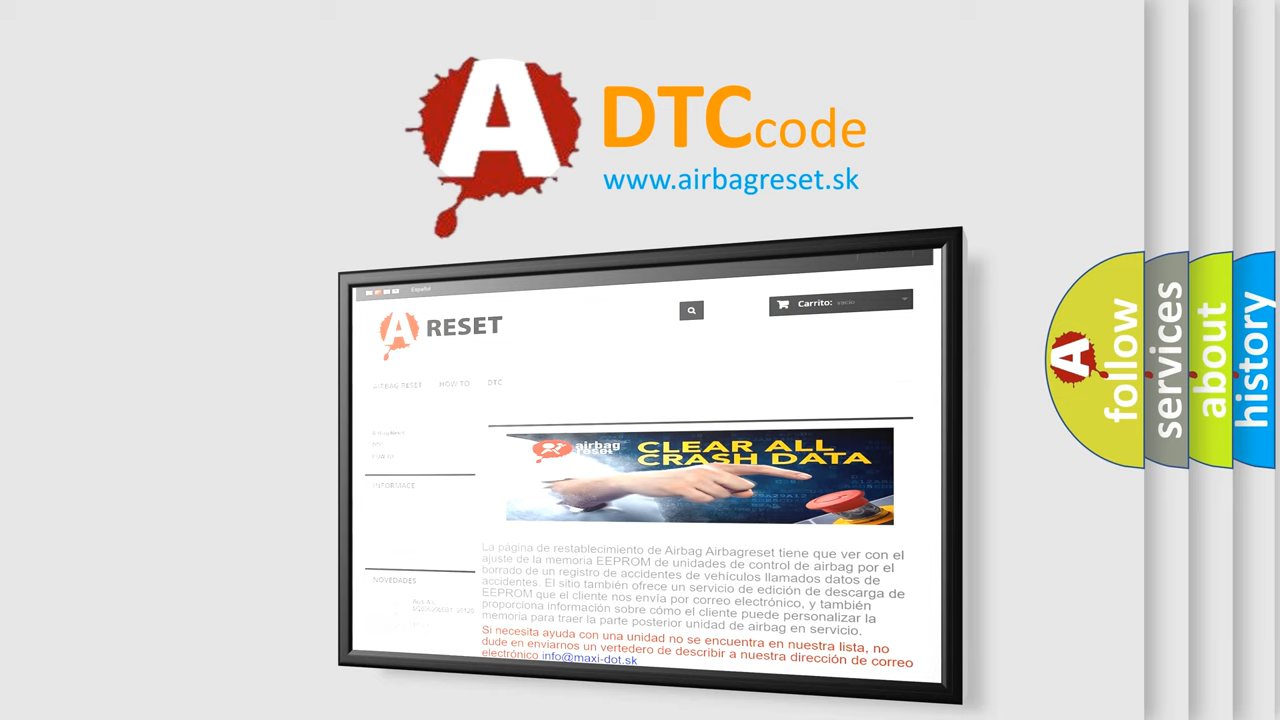 A
DTCcode
www.airbagreset.sk
Español
A RESET
Carrito: vacío
AIRBAG RESET HOW TO DTC
INFORMACE
NOVEDADES
airbag
reset
CLEAR ALL
CRASH DATA
La página de restablecimiento de Airbag Airbagreset tiene que ver con el
ajuste de la memoria EEPROM de unidades de control de airbag por el
borrado de un registro de accidentes de vehículos llamados datos de
accidentes. El sitio también ofrece un servicio de edición de descarga de
EEPROM que el cliente nos envía por correo electrónico, y también
proporciona información sobre cómo el cliente puede personalizar la
memoria para traer la parte posterior unidad de airbag en servicio.
Si necesita ayuda con una unidad no se encuentra en nuestra lista, no
dude en enviarnos un vertedero de describir a nuestra dirección de correo
electrónico info@maxi-dot.sk
A
follow
services
about
history